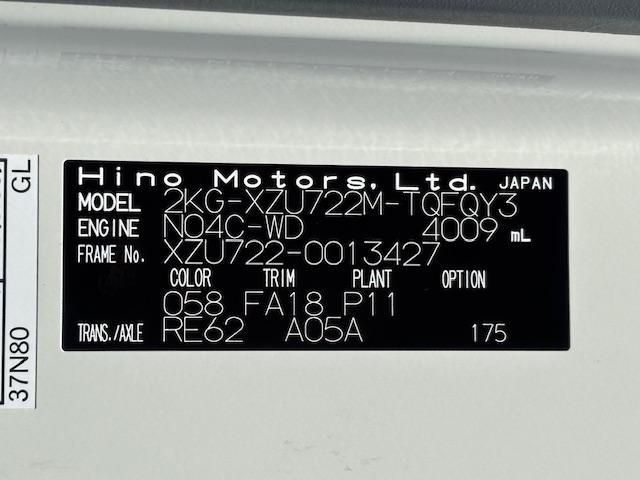 Hino Motors, Ltd. JAPAN
MODEL 2KG-XZU722M-TQFQY3
ENGINE N04C-WD 4009 mL
FRAME No. XZU722-0013427
COLOR TRIM PLANT OPTION
058 FA18 P11
TRANS./AXLE RE62 A05A 175
37N80 GL